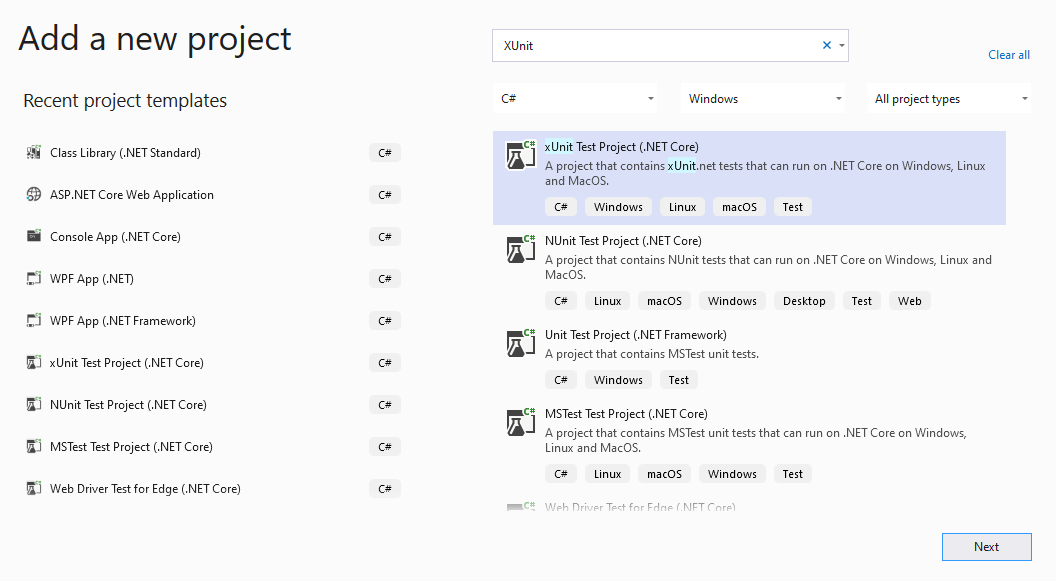 Add a new project
Recent project templates
Class Library (.NET Standard) C#
ASP.NET Core Web Application C#
Console App (.NET Core) C#
WPF App (.NET) C#
WPF App (.NET Framework) C#
xUnit Test Project (.NET Core) C#
NUnit Test Project (.NET Core) C#
MSTest Test Project (.NET Core) C#
Web Driver Test for Edge (.NET Core) C#
XUnit
Clear all
C# Windows All project types
C#
xUnit Test Project (.NET Core)
A project that contains xUnit.net tests that can run on .NET Core on Windows, Linux
and MacOS.
C# Windows Linux macOS Test
C#
NUnit Test Project (.NET Core)
A project that contains NUnit tests that can run on .NET Core on Windows, Linux and
MacOS.
C# Linux macOS Windows Desktop Test Web
C#
Unit Test Project (.NET Framework)
A project that contains MSTest unit tests.
C# Windows Test
C#
MSTest Test Project (.NET Core)
A project that contains MSTest unit tests that can run on .NET Core on Windows,
Linux and MacOS.
C# Linux macOS Windows Test
C#
Web Driver Test for Edge (.NET Core)
Next